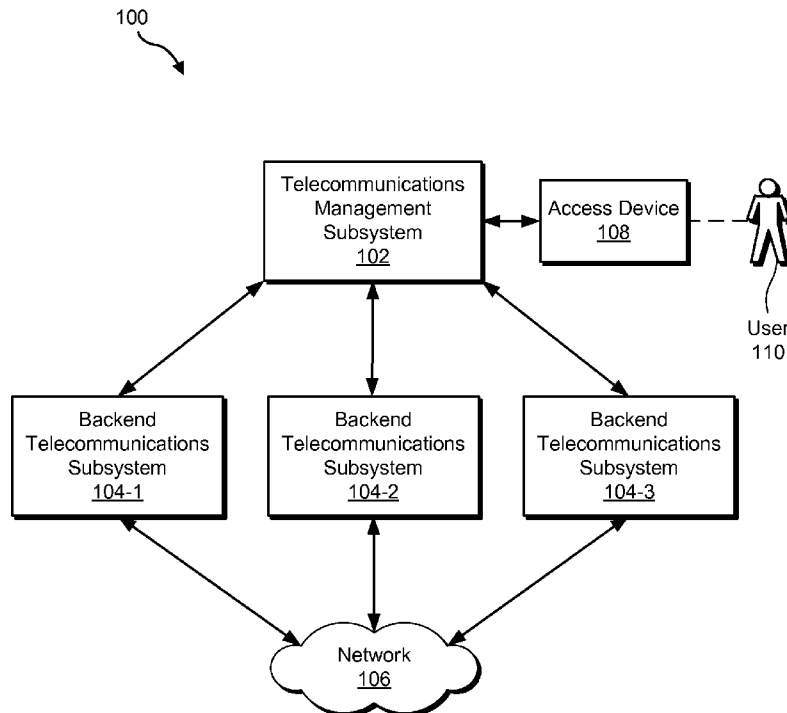 100
Telecommunications
Management
Subsystem
102
Access Device
108
User
110
Backend
Telecommunications
Subsystem
104-1
Backend
Telecommunications
Subsystem
104-2
Backend
Telecommunications
Subsystem
104-3
Network
106